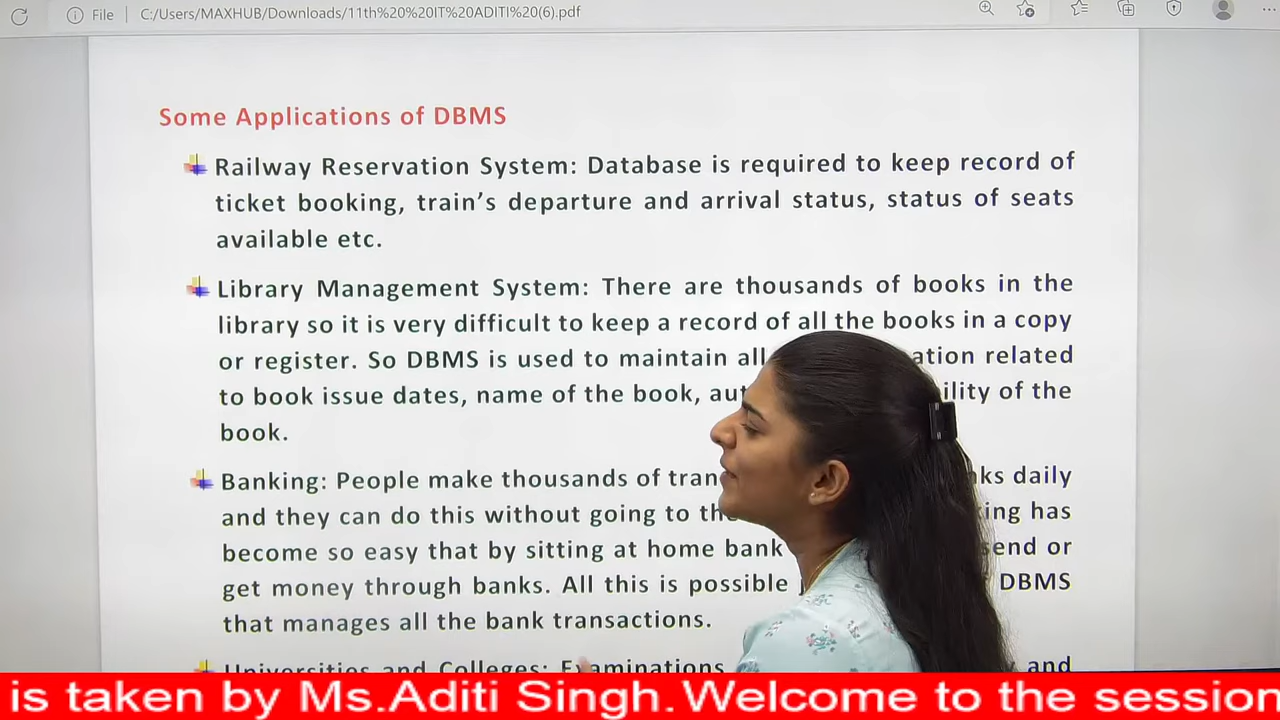 File
C:/Users/MAXHUB/Downloads/11th%20%20IT%20ADITI%20(6).pdf
Some Applications of DBMS
Railway Reservation System: Database is required to keep record of
ticket booking, train's departure and arrival status, status of seats
available etc.
Library Management System: There are thousands of books in the
library so it is very difficult to keep a record of all the books in a copy
or register. So DBMS is used to maintain all related
to book issue dates, name of the book, of the
book.
Banking: People make thousands of daily
and they can do this without going to has
become so easy that by sitting at home bank send or
get money through banks. All this is possible DBMS
that manages all the bank transactions.
Universities and Colleges: Examinations and
is taken by Ms.Aditi Singh.Welcome to the session